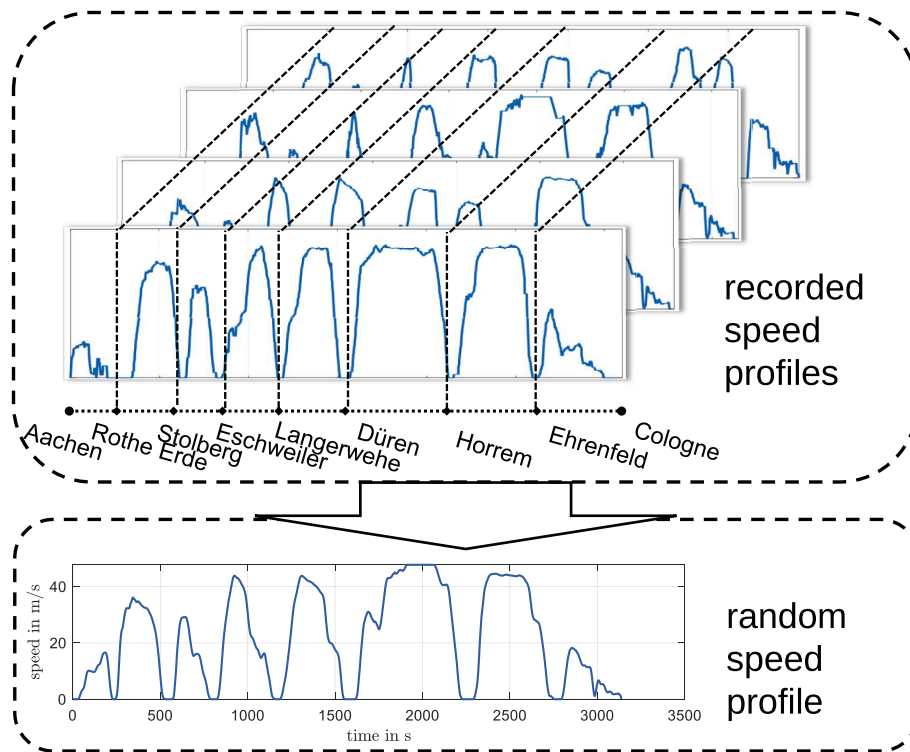 recorded
speed
profiles
Aachen
Rothe Erde
Stolberg
Eschweiler
Langerwehe
Düren
Horrem
Ehrenfeld
Cologne
speed in m/s
40
20
0
0 500 1000 1500 2000 2500 3000 3500
time in s
random
speed
profile